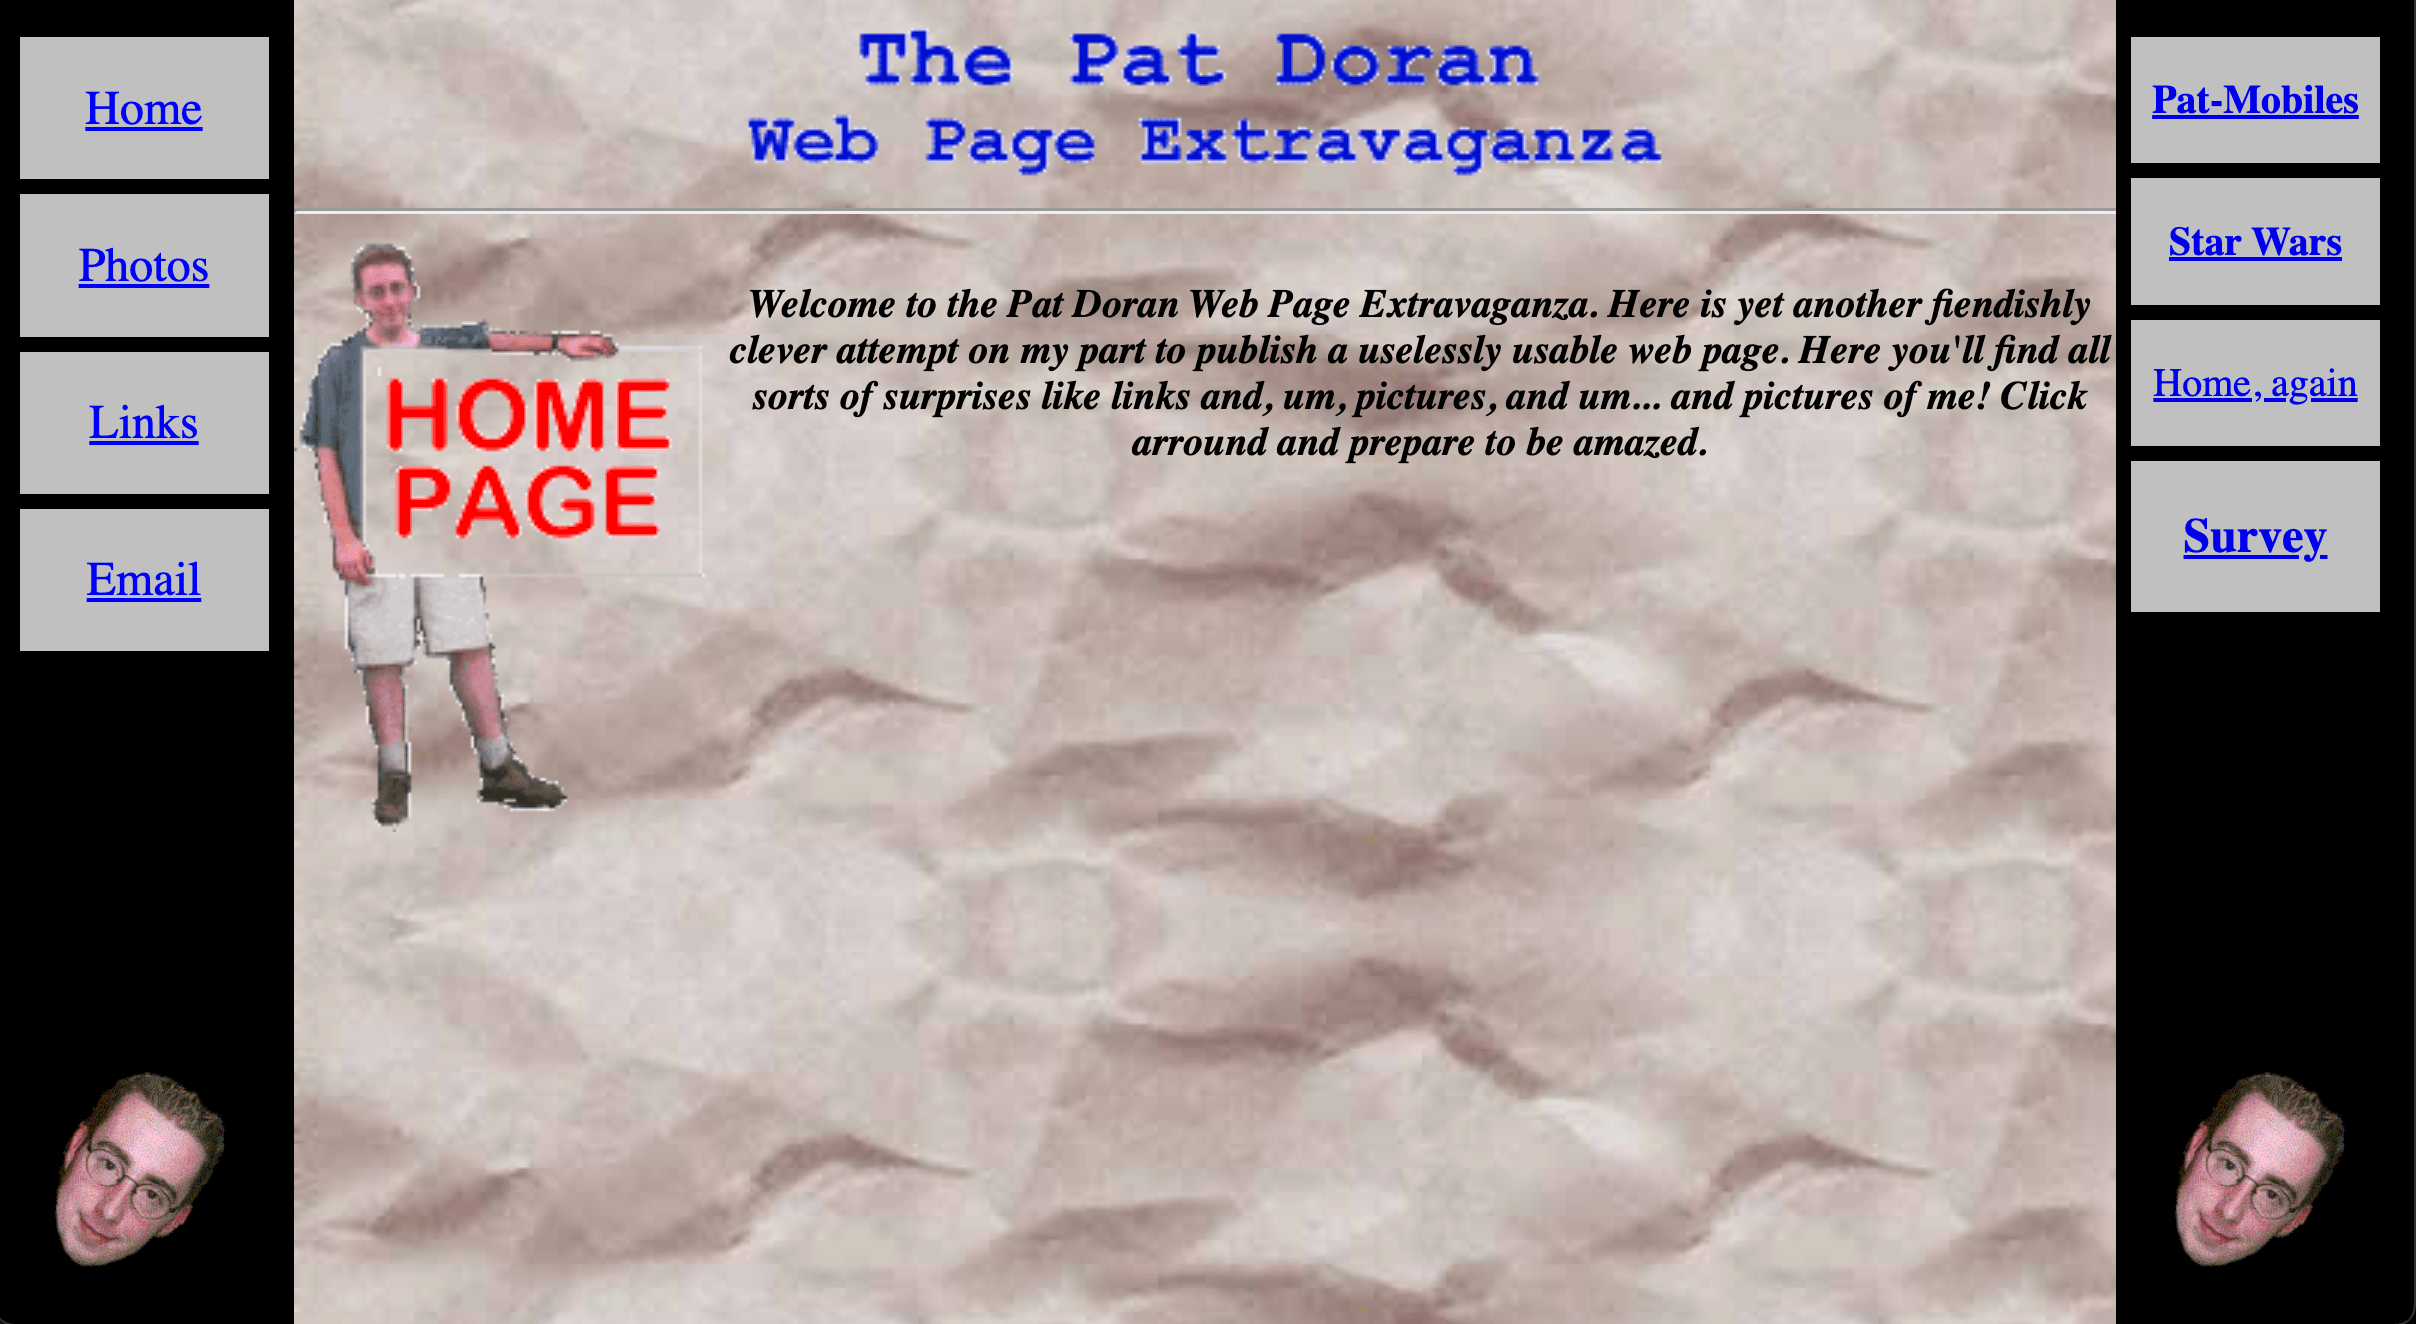 The Pat Doran
Web Page Extravaganza
Home
Photos
Links
Email
HOME
PAGE
Welcome to the Pat Doran Web Page Extravaganza. Here is yet another fiendishly
clever attempt on my part to publish a uselessly usable web page. Here you'll find all
sorts of surprises like links and, um, pictures, and um... and pictures of me! Click
arround and prepare to be amazed.
Pat-Mobiles
Star Wars
Home, again
Survey